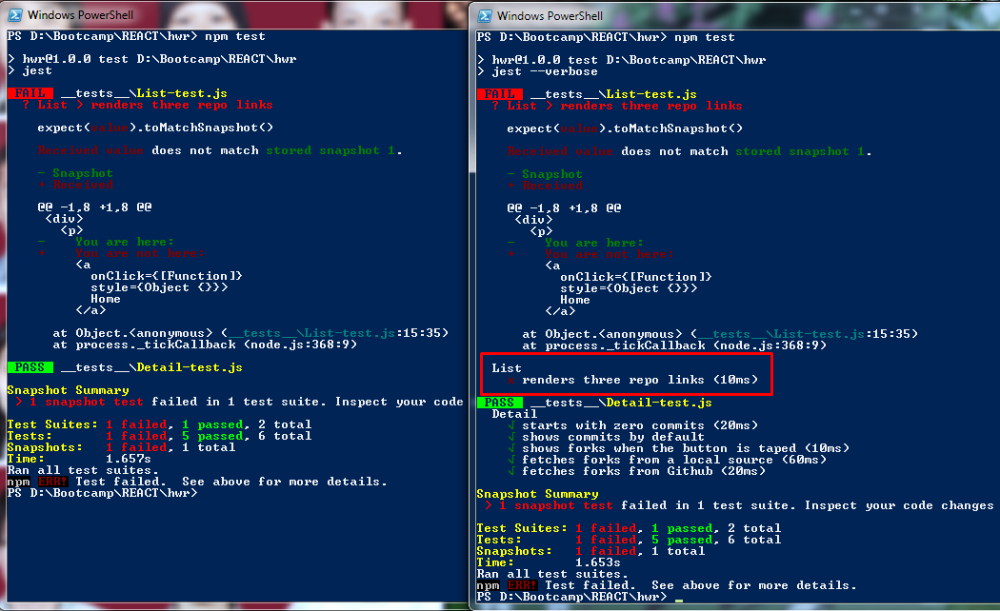 Windows PowerShell
PS D:\Bootcamp\REACT\hwr> npm test
> hwr@1.0.0 test D:\Bootcamp\REACT\hwr
> jest
FAIL __tests__\List-test.js
? List > renders three repo links
expect(value).toMatchSnapshot()
Received value does not match stored snapshot 1.
- Snapshot
+ Received
@@ -1,8 +1,8 @@
<div>
<p>
- You are here:
+ You are not here:
<a
onClick={[Function]}
style={Object {}}>
Home
</a>
at Object.<anonymous> (__tests__\List-test.js:15:35)
at process._tickCallback (node.js:368:9)
PASS __tests__\Detail-test.js
Snapshot Summary
> 1 snapshot test failed in 1 test suite. Inspect your code
Test Suites: 1 failed, 1 passed, 2 total
Tests: 1 failed, 5 passed, 6 total
Snapshots: 1 failed, 1 total
Time: 1.657s
Ran all test suites.
npm ERR! Test failed. See above for more details.
PS D:\Bootcamp\REACT\hwr>
Windows PowerShell
PS D:\Bootcamp\REACT\hwr> npm test
> hwr@1.0.0 test D:\Bootcamp\REACT\hwr
> jest --verbose
FAIL __tests__\List-test.js
? List > renders three repo links
expect(value).toMatchSnapshot()
Received value does not match stored snapshot 1.
- Snapshot
+ Received
@@ -1,8 +1,8 @@
<div>
<p>
- You are here:
+ You are not here:
<a
onClick={[Function]}
style={Object {}}>
Home
</a>
at Object.<anonymous> (__tests__\List-test.js:15:35)
at process._tickCallback (node.js:368:9)
List
renders three repo links (10ms)
PASS __tests__\Detail-test.js
Detail
√ starts with zero commits (20ms)
√ shows commits by default
√ shows forks when the button is taped (10ms)
√ fetches forks from a local source (60ms)
√ fetches forks from Github (20ms)
Snapshot Summary
> 1 snapshot test failed in 1 test suite. Inspect your code changes
Test Suites: 1 failed, 1 passed, 2 total
Tests: 1 failed, 5 passed, 6 total
Snapshots: 1 failed, 1 total
Time: 1.653s
Ran all test suites.
npm ERR! Test failed. See above for more details.
PS D:\Bootcamp\REACT\hwr>